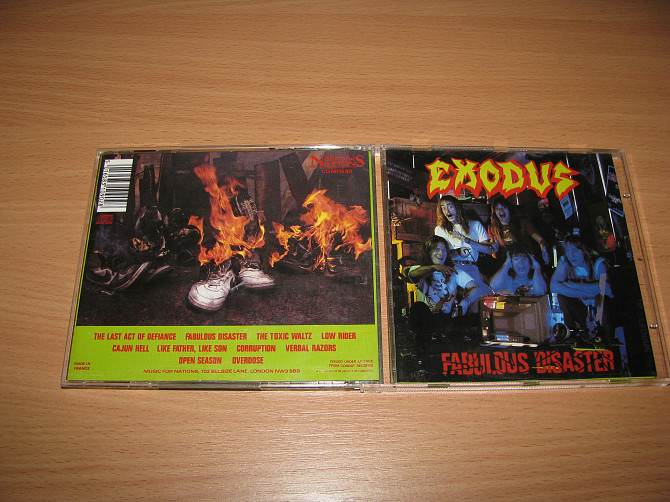 EXODUS
FABULOUS DISASTER
THE LAST ACT OF DEFIANCE FABULOUS DISASTER THE TOXIC WALTZ LOW RIDER
CAJUN HELL LIKE FATHER, LIKE SON CORRUPTION VERBAL RAZORS
OPEN SEASON OVERDOSE
MADE IN
FRANCE
MUSIC FOR NATIONS, 102 BELSIZE LANE, LONDON NW3 5BB